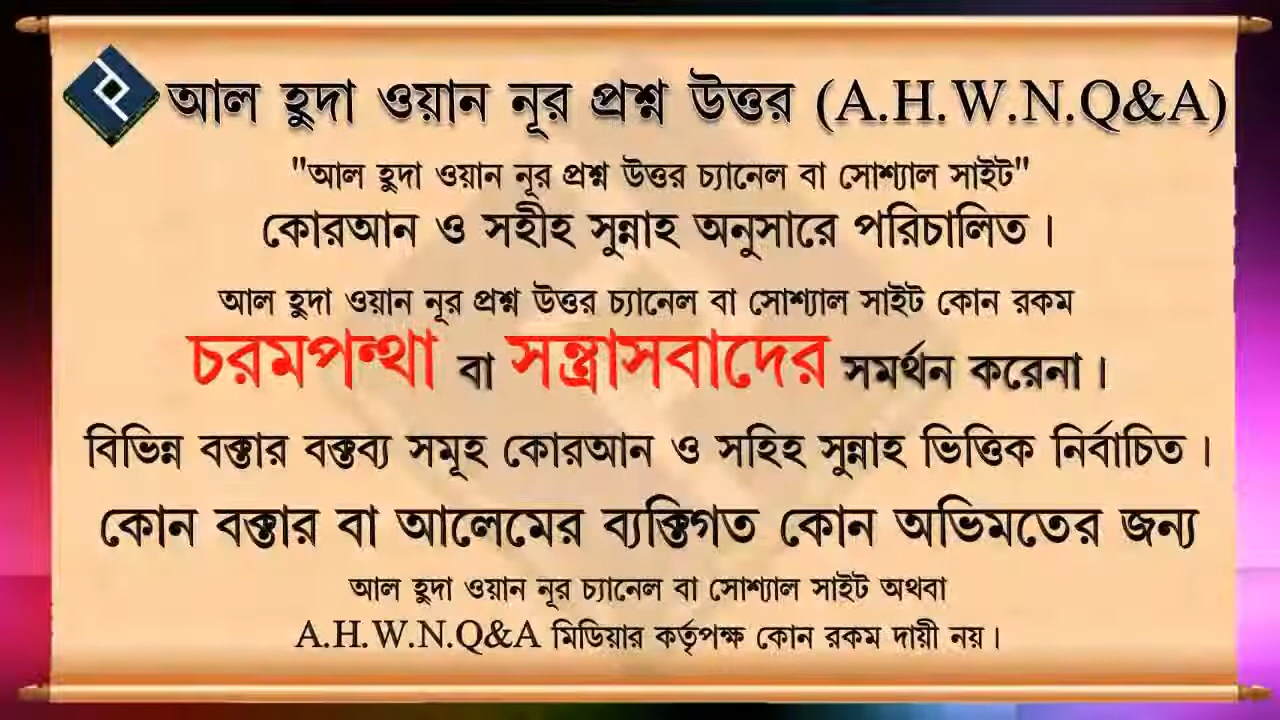 আল হুদা ওয়ান নূর প্রশ্ন উত্তর (A.H.W.N.Q&A)
"আল হুদা ওয়ান নূর প্রশ্ন উত্তর চ্যানেল বা সোশ্যাল সাইট"
কোরআন ও সহীহ সুন্নাহ অনুসারে পরিচালিত ।
আল হুদা ওয়ান নূর প্রশ্ন উত্তর চ্যানেল বা সোশ্যাল সাইট কোন রকম
চরমপন্থা বা সন্ত্রাসবাদের সমর্থন করেনা ।
বিভিন্ন বক্তার বক্তব্য সমূহ কোরআন ও সহিহ সুন্নাহ ভিত্তিক নির্বাচিত ।
কোন বক্তার বা আলেমের ব্যক্তিগত কোন অভিমতের জন্য
আল হুদা ওয়ান নূর চ্যানেল বা সোশ্যাল সাইট অথবা
A.H.W.N.Q&A মিডিয়ার কর্তৃপক্ষ কোন রকম দায়ী নয় ।